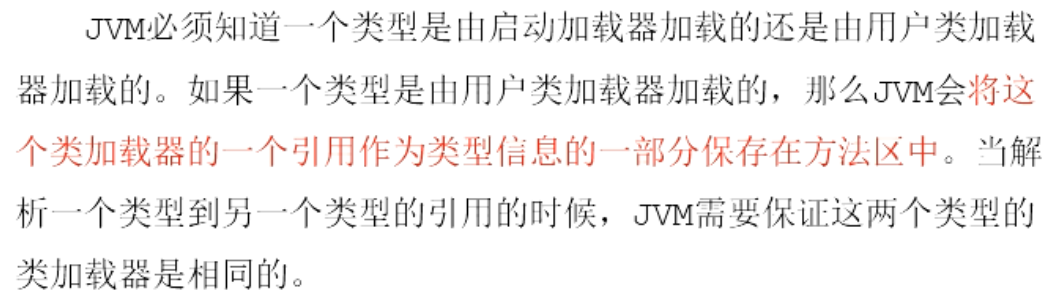 JVM必须知道一个类型是由启动加载器加载的还是由用户类加载
器加载的。如果一个类型是由用户类加载器加载的，那么JVM会将这
个类加载器的一个引用作为类型信息的一部分保存在方法区中。当解
析一个类型到另一个类型的引用的时候，JVM需要保证这两个类型的
类加载器是相同的。